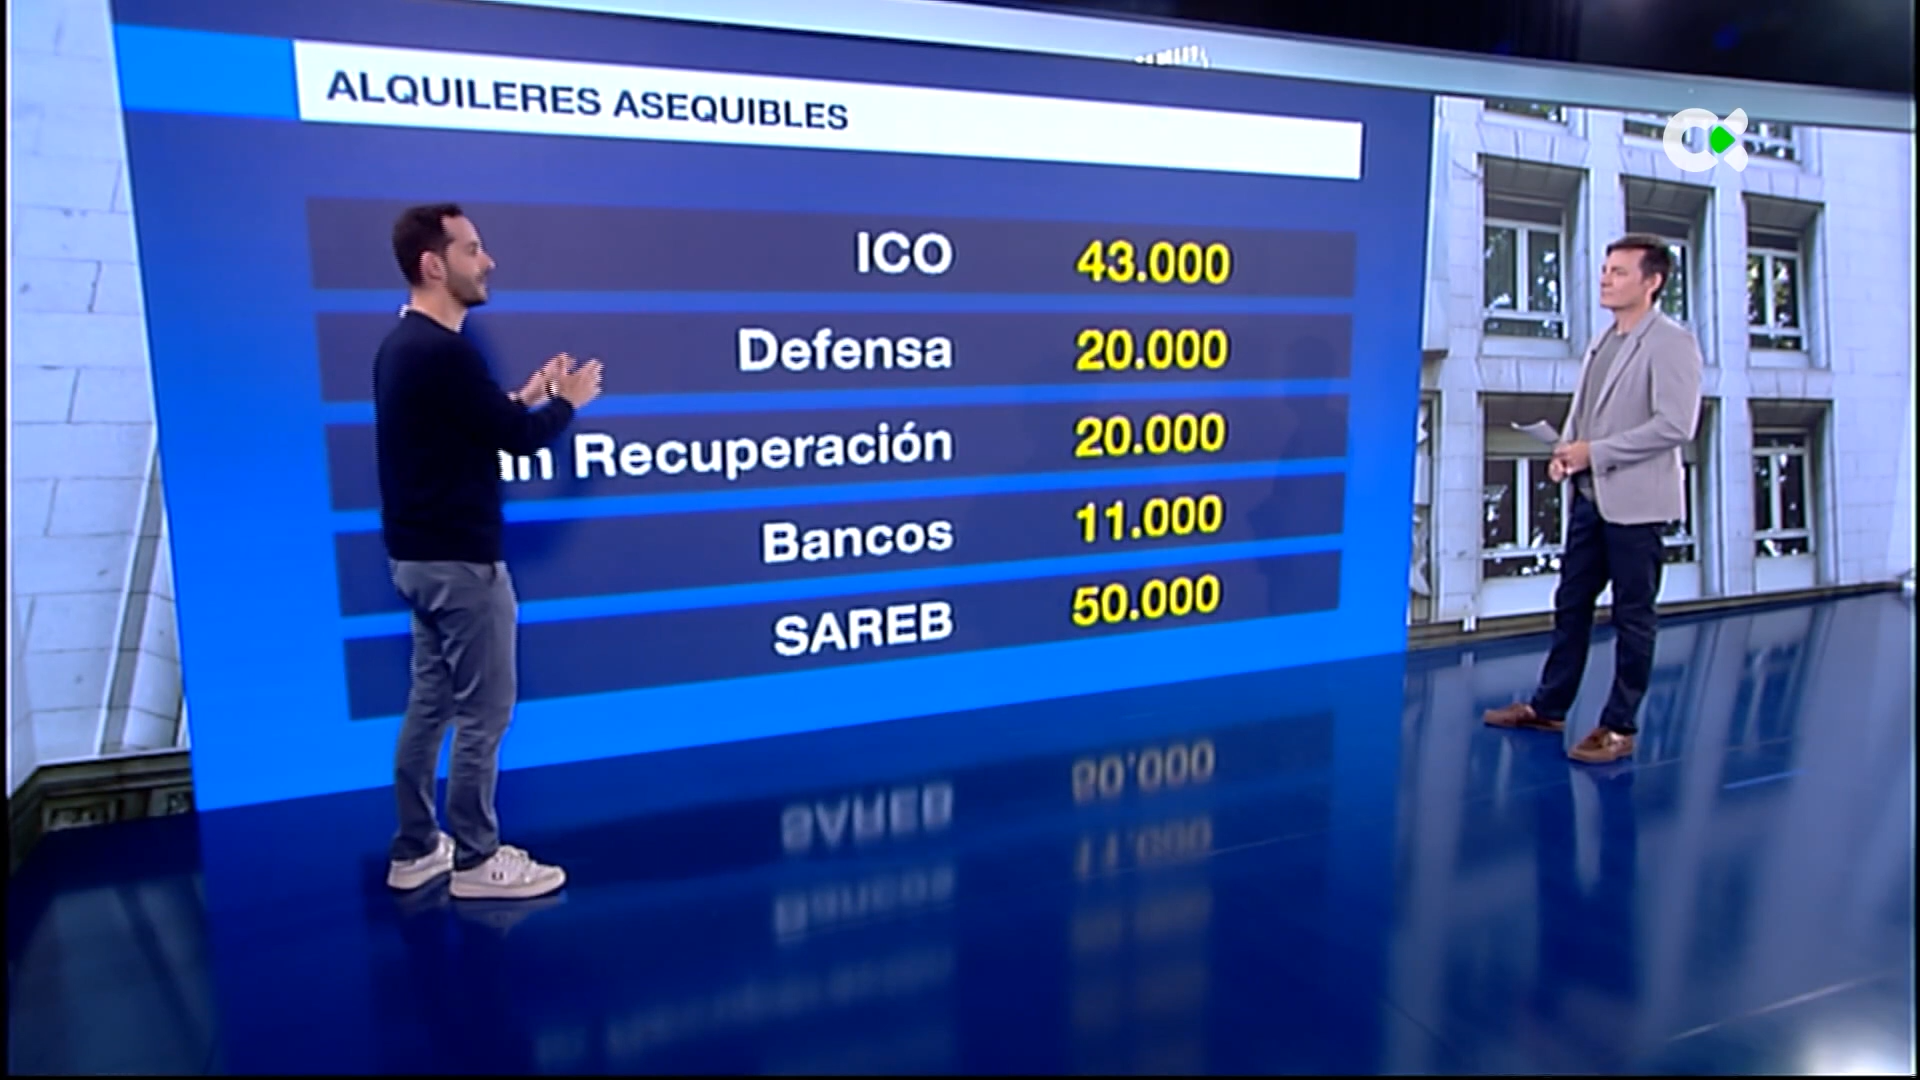 ALQUILERES ASEQUIBLES
ICO 43.000
Defensa 20.000
Recuperación 20.000
Bancos 11.000
SAREB 50.000